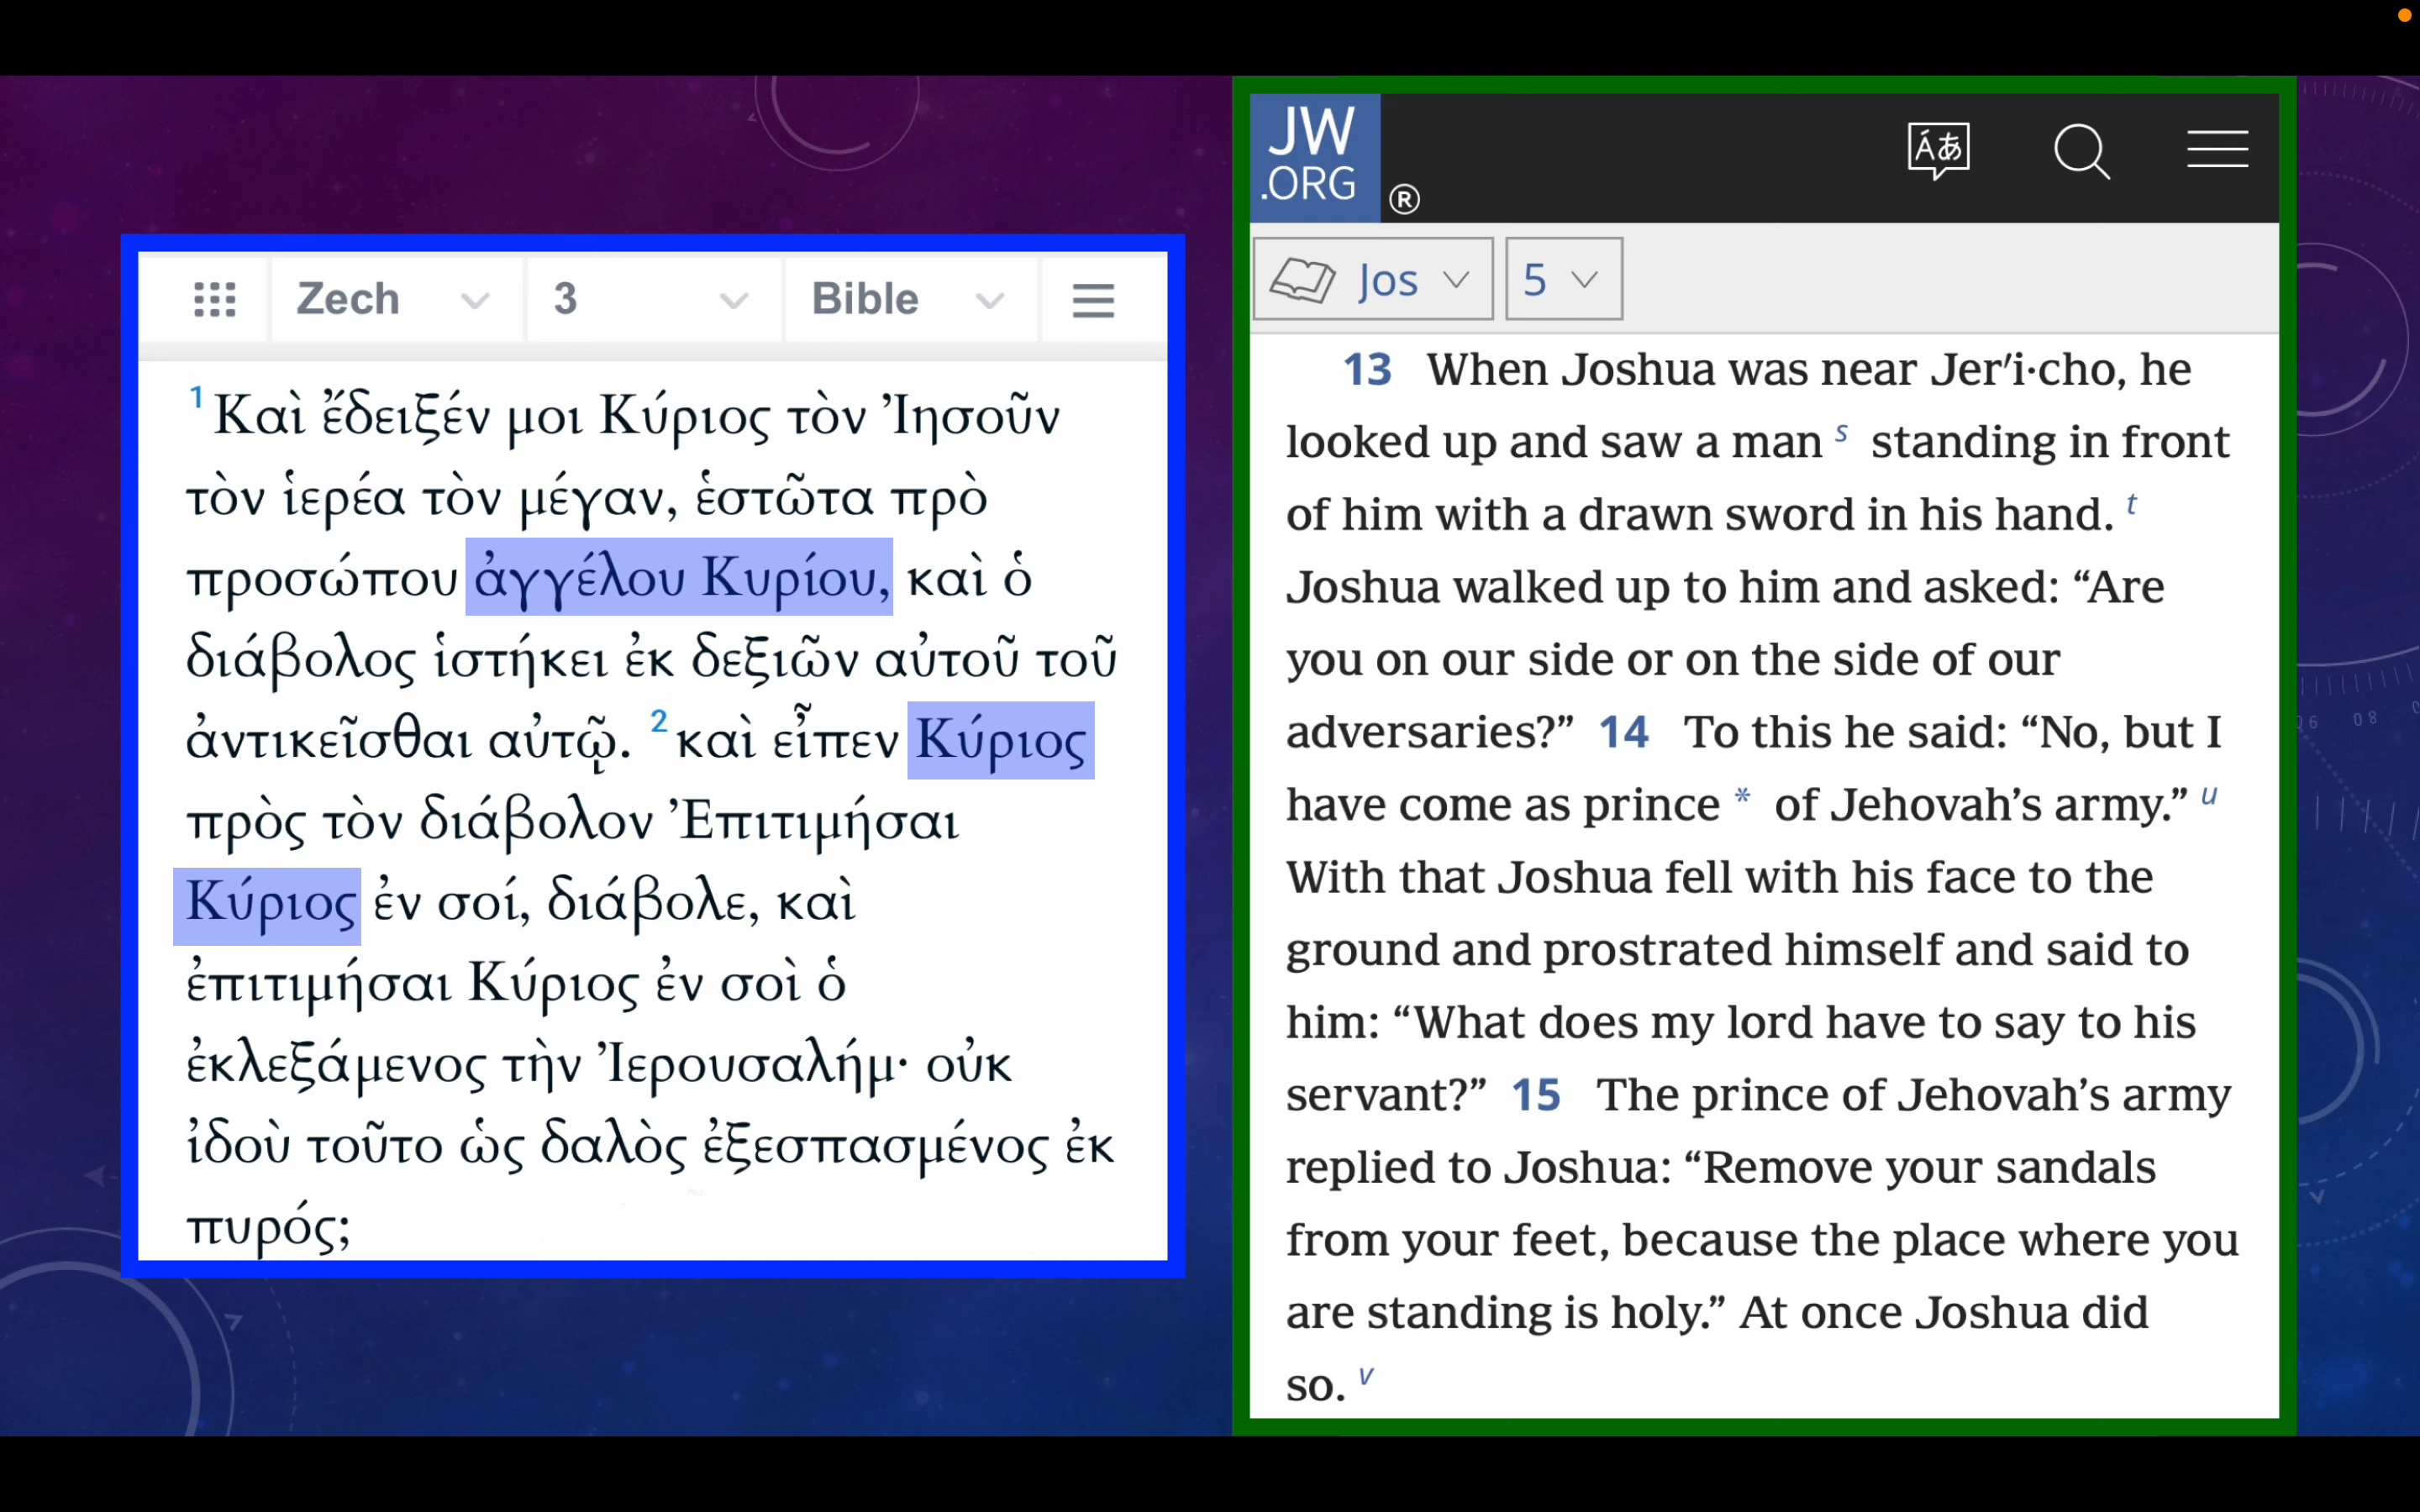 Zech 3 Bible
1 Καὶ ἔδειξέν μοι Κύριος τὸν Ἰησοῦν
τὸν ἱερέα τὸν μέγαν, ἑστῶτα πρὸ
προσώπου ἀγγέλου Κυρίου, καὶ ὁ
διάβολος ἱστήκει ἐκ δεξιῶν αὐτοῦ τοῦ
ἀντικεῖσθαι αὐτῷ. 2 καὶ εἶπεν Κύριος
πρὸς τὸν διάβολον Ἐπιτιμήσαι
Κύριος ἐν σοί, διάβολε, καὶ
ἐπιτιμήσαι Κύριος ἐν σοὶ ὁ
ἐκλεξάμενος τὴν Ἰερουσαλήμ· οὐκ
ἰδοὺ τοῦτο ὡς δαλὸς ἐξεσπασμένος ἐκ
πυρός;
JW
.ORG ®
Áあ
Jos 5
13 When Joshua was near Jerʹi·cho, he
looked up and saw a man s standing in front
of him with a drawn sword in his hand. t
Joshua walked up to him and asked: “Are
you on our side or on the side of our
adversaries?” 14 To this he said: “No, but I
have come as prince * of Jehovah’s army.” u
With that Joshua fell with his face to the
ground and prostrated himself and said to
him: “What does my lord have to say to his
servant?” 15 The prince of Jehovah’s army
replied to Joshua: “Remove your sandals
from your feet, because the place where you
are standing is holy.” At once Joshua did
so. v
08